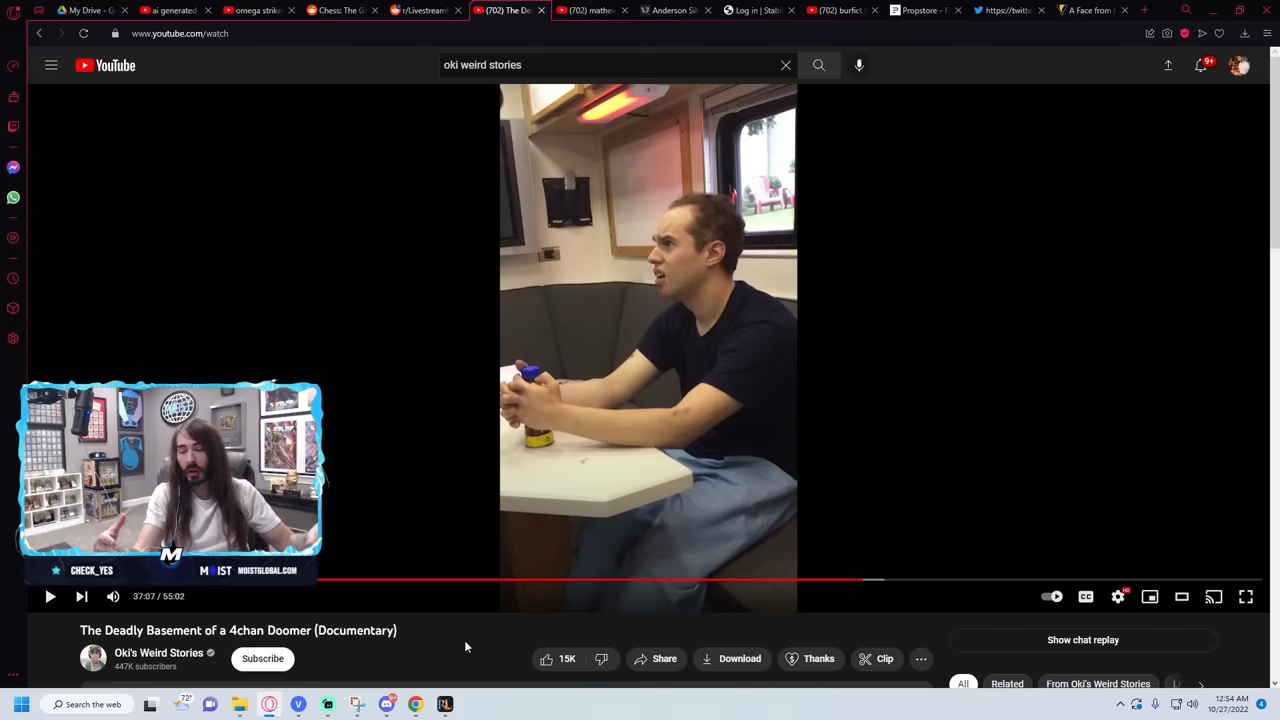 My Drive - Go
ai generated
omega strike
Chess: The G
r/Livestream
(702) The De
(702) mathe
Anderson Sil
Log in | Stabi
(702) burfict
Propstore - P
https://twitte
A Face from t
www.youtube.com/watch
YouTube
oki weird stories
9+
CHECK_YES
M
MOIST
MOISTGLOBAL.COM
37:07 / 55:02
CC
The Deadly Basement of a 4chan Doomer (Documentary)
Show chat replay
Oki's Weird Stories
447K subscribers
Subscribe
15K
Share
Download
Thanks
Clip
All
Related
From Oki's Weird Stories
Search the web
72°
12:54 AM
10/27/2022
4